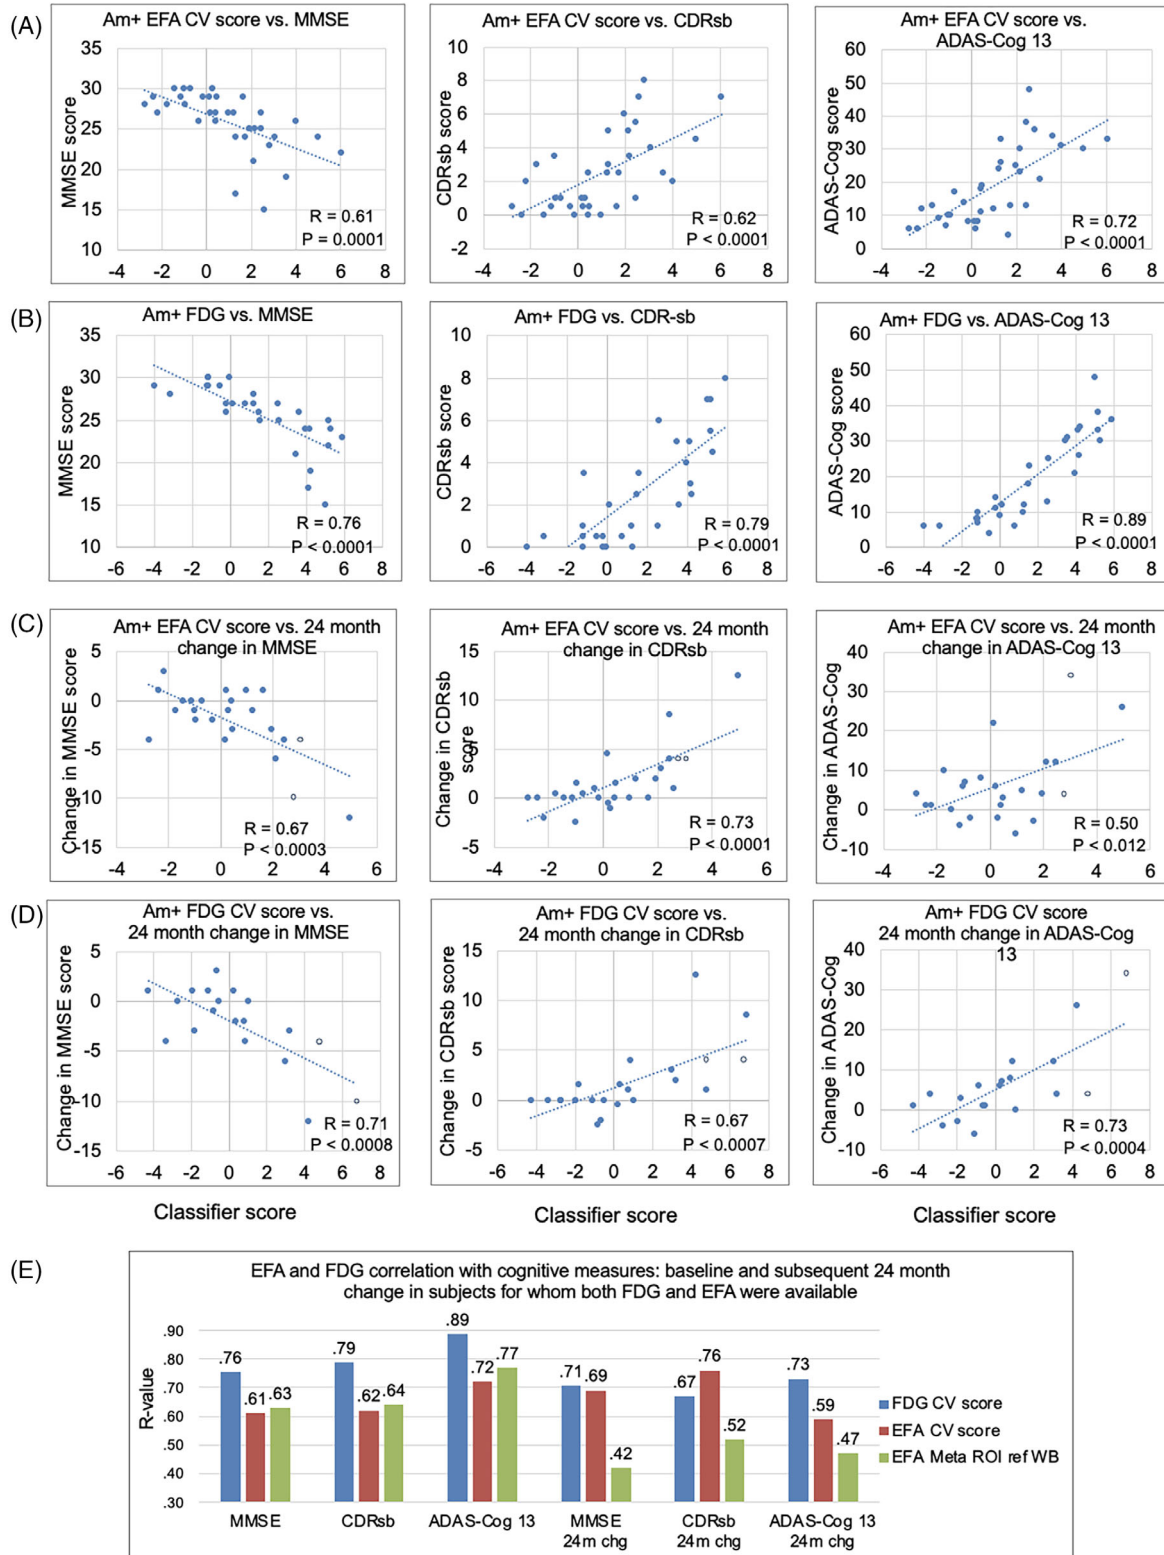 (A)
Am+ EFA CV score vs. MMSE
MMSE score
35
30
25
20
15
10
-4 -2 0 2 4 6 8
R = 0.61
P = 0.0001
Am+ EFA CV score vs. CDRsb
CDRsb score
10
8
6
4
2
0
-2
-4 -2 0 2 4 6 8
R = 0.62
P < 0.0001
Am+ EFA CV score vs.
ADAS-Cog 13
ADAS-Cog score
60
50
40
30
20
10
0
-4 -2 0 2 4 6 8
R = 0.72
P < 0.0001
(B)
Am+ FDG vs. MMSE
MMSE score
35
30
25
20
15
10
-6 -4 -2 0 2 4 6 8
R = 0.76
P < 0.0001
Am+ FDG vs. CDR-sb
CDRsb score
10
8
6
4
2
0
-6 -4 -2 0 2 4 6 8
R = 0.79
P < 0.0001
Am+ FDG vs. ADAS-Cog 13
ADAS-Cog score
60
50
40
30
20
10
0
-6 -4 -2 0 2 4 6 8
R = 0.89
P < 0.0001
(C)
Am+ EFA CV score vs. 24 month
change in MMSE
Change in MMSE score
5
0
-5
-10
-15
-4 -2 0 2 4 6
R = 0.67
P < 0.0003
Am+ EFA CV score vs. 24 month
change in CDRsb
Change in CDRsb
score
15
10
5
0
-5
-4 -2 0 2 4 6
R = 0.73
P < 0.0001
Am+ EFA CV score vs. 24 month
change in ADAS-Cog 13
Change in ADAS-Cog
40
30
20
10
0
-10
-4 -2 0 2 4 6
R = 0.50
P < 0.012
(D)
Am+ FDG CV score vs.
24 month change in MMSE
Change in MMSE score
5
0
-5
-10
-15
-6 -4 -2 0 2 4 6 8
R = 0.71
P < 0.0008
Classifier score
Am+ FDG CV score vs.
24 month change in CDRsb
Change in CDRsb score
15
10
5
0
-5
-6 -4 -2 0 2 4 6 8
R = 0.67
P < 0.0007
Classifier score
Am+ FDG CV score
24 month change in ADAS-Cog
13
Change in ADAS-Cog
40
30
20
10
0
-10
-6 -4 -2 0 2 4 6 8
R = 0.73
P < 0.0004
Classifier score
(E)
EFA and FDG correlation with cognitive measures: baseline and subsequent 24 month
change in subjects for whom both FDG and EFA were available
R-value
.90
.80
.70
.60
.50
.40
.30
.76 .61 .63
.79 .62 .64
.89 .72 .77
.71 .69 .42
.67 .76 .52
.73 .59 .47
MMSE CDRsb ADAS-Cog 13 MMSE CDRsb ADAS-Cog 13
24m chg 24m chg 24m chg
FDG CV score
EFA CV score
EFA Meta ROI ref WB